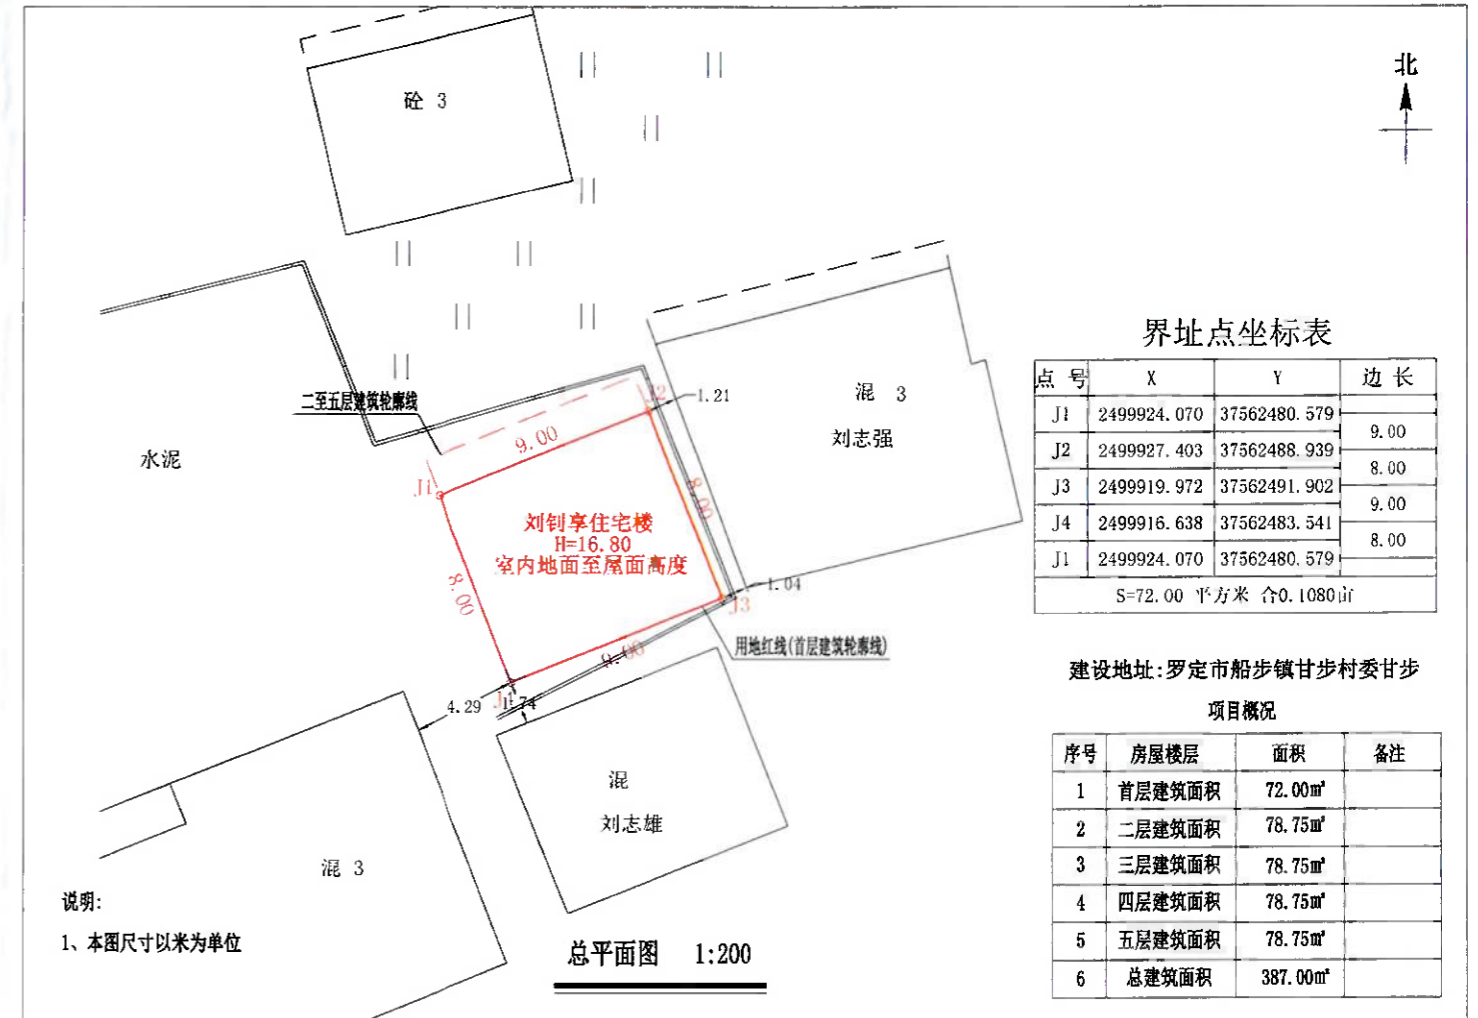 北
砼 3
二至五层建筑轮廓线
水泥
J2
1.21
9.00
J1
混 3
刘志强
8.00
刘钊享住宅楼
H=16.80
室内地面至屋面高度
8.00
1.04
J3
用地红线(首层建筑轮廓线)
9.00
4.29
J4
1.74
混
刘志雄
混 3
说明:
1、本图尺寸以米为单位
总平面图 1:200
界址点坐标表
点 号 X Y 边 长
J1 2499924.070 37562480.579
9.00
J2 2499927.403 37562488.939
8.00
J3 2499919.972 37562491.902
9.00
J4 2499916.638 37562483.541
8.00
J1 2499924.070 37562480.579
S=72.00 平方米 合0.1080亩
建设地址:罗定市船步镇甘步村委甘步
项目概况
序号 房屋楼层 面积 备注
1 首层建筑面积 72.00㎡
2 二层建筑面积 78.75㎡
3 三层建筑面积 78.75㎡
4 四层建筑面积 78.75㎡
5 五层建筑面积 78.75㎡
6 总建筑面积 387.00㎡